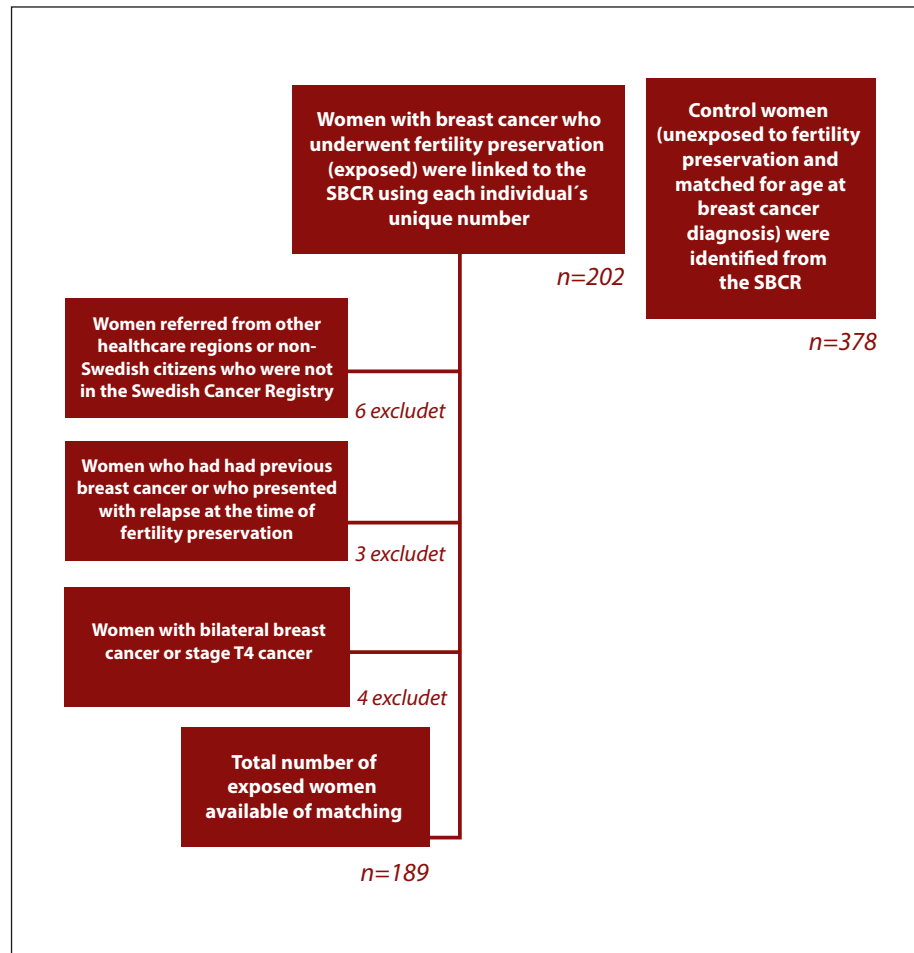 Women with breast cancer who
underwent fertility preservation
(exposed) were linked to the
SBCR using each individual´s
unique number
n=202
Control women
(unexposed to fertility
preservation and
matched for age at
breast cancer
diagnosis) were
identified from
the SBCR
n=378
Women referred from other
healthcare regions or non-
Swedish citizens who were not
in the Swedish Cancer Registry
6 excludet
Women who had had previous
breast cancer or who presented
with relapse at the time of
fertility preservation
3 excludet
Women with bilateral breast
cancer or stage T4 cancer
4 excludet
Total number of
exposed women
available of matching
n=189